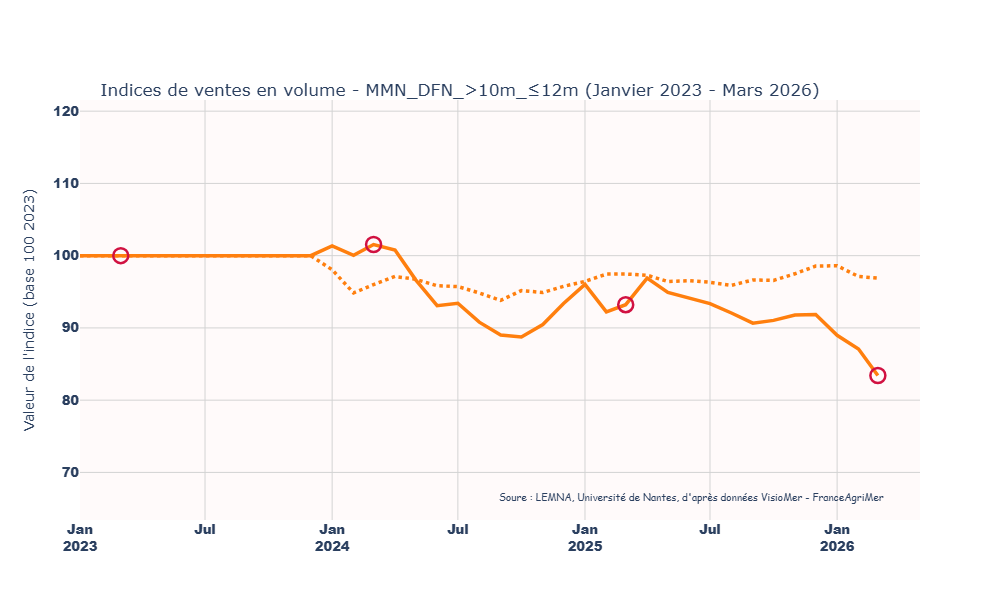 Indices de ventes en volume - MMN_DFN_>10m_≤12m (Janvier 2023 - Mars 2026)
Valeur de l'indice (base 100 2023)
120
110
100
90
80
70
Soure : LEMNA, Université de Nantes, d'après données VisioMer - FranceAgriMer
Jan Jul Jan Jul Jan Jul Jan
2023 2024 2025 2026